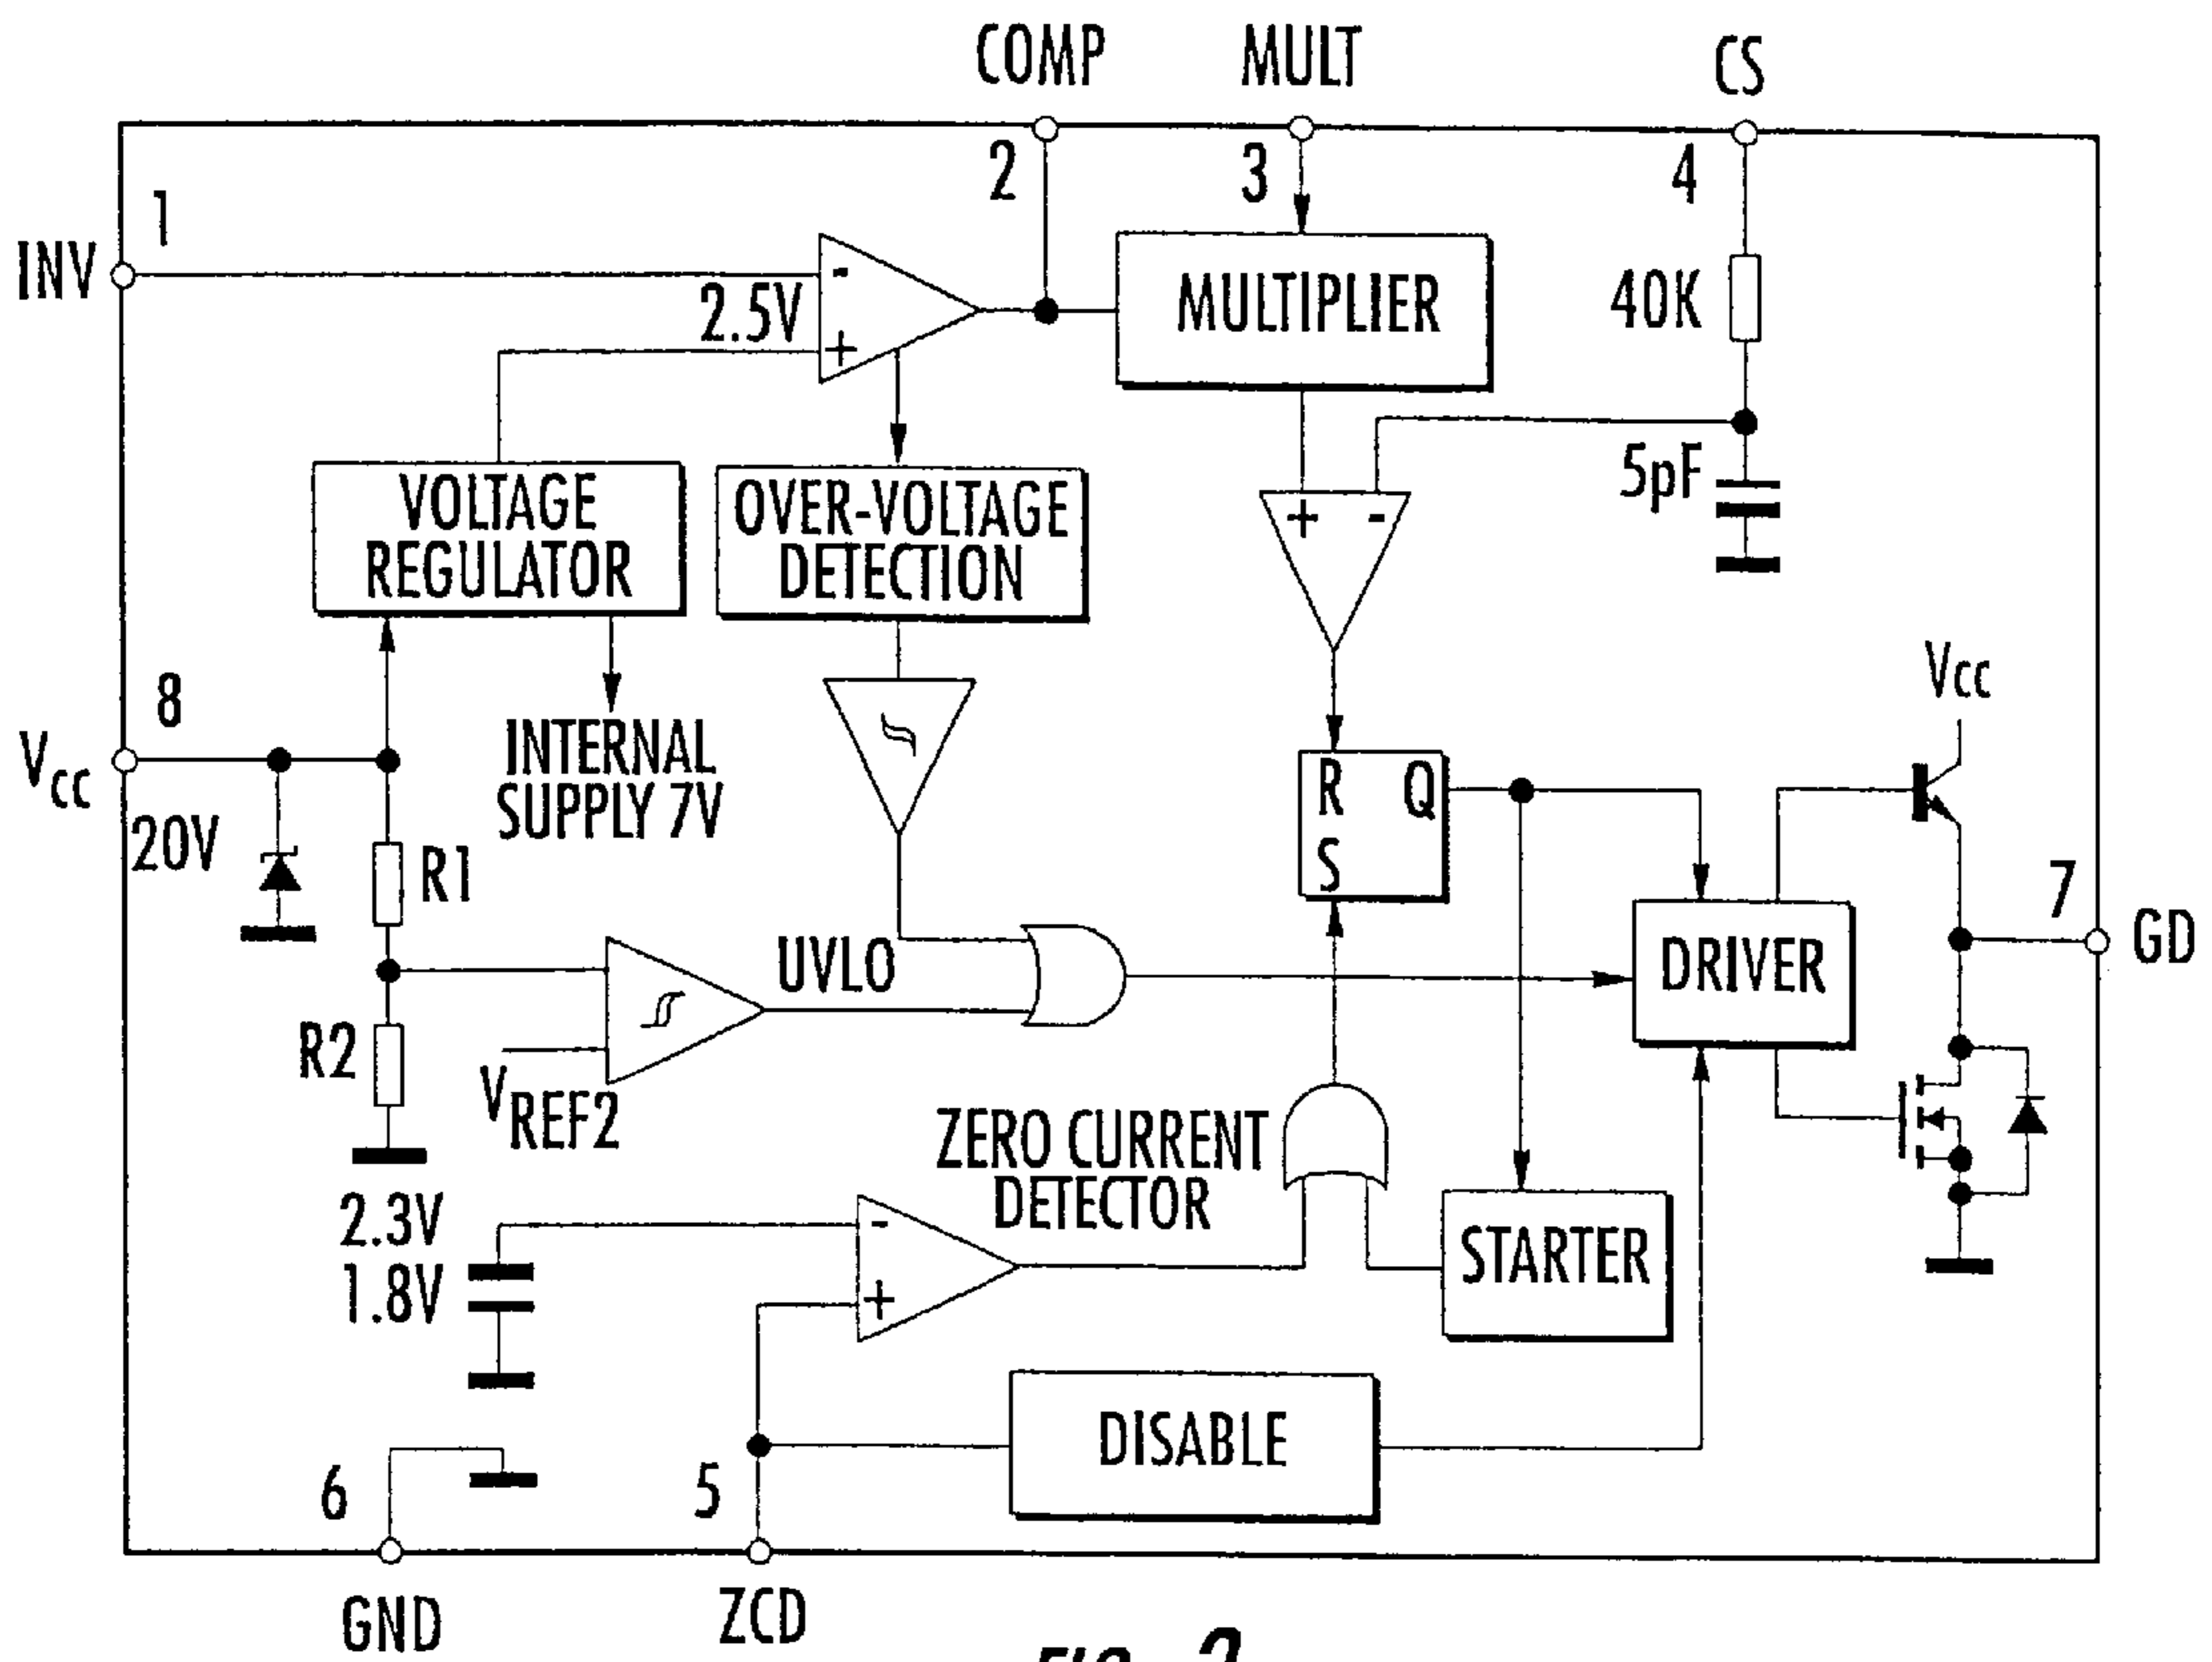 COMP MULT CS
2 3 4
1
INV
-
2.5V
+
MULTIPLIER
40K
5pF
VOLTAGE
REGULATOR
OVER-VOLTAGE
DETECTION
+ -
8
Vcc
20V
INTERNAL
SUPPLY 7V
R Q
S
Vcc
R1
7
GD
UVLO
DRIVER
R2
VREF2
ZERO CURRENT
DETECTOR
2.3V
1.8V
-
+
STARTER
DISABLE
6
5
GND
ZCD